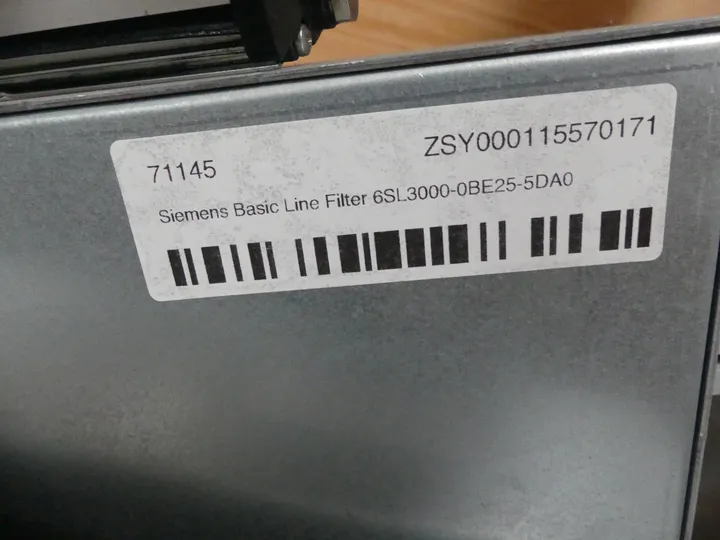 71145 ZSY000115570171
Siemens Basic Line Filter 6SL3000-0BE25-5DA0